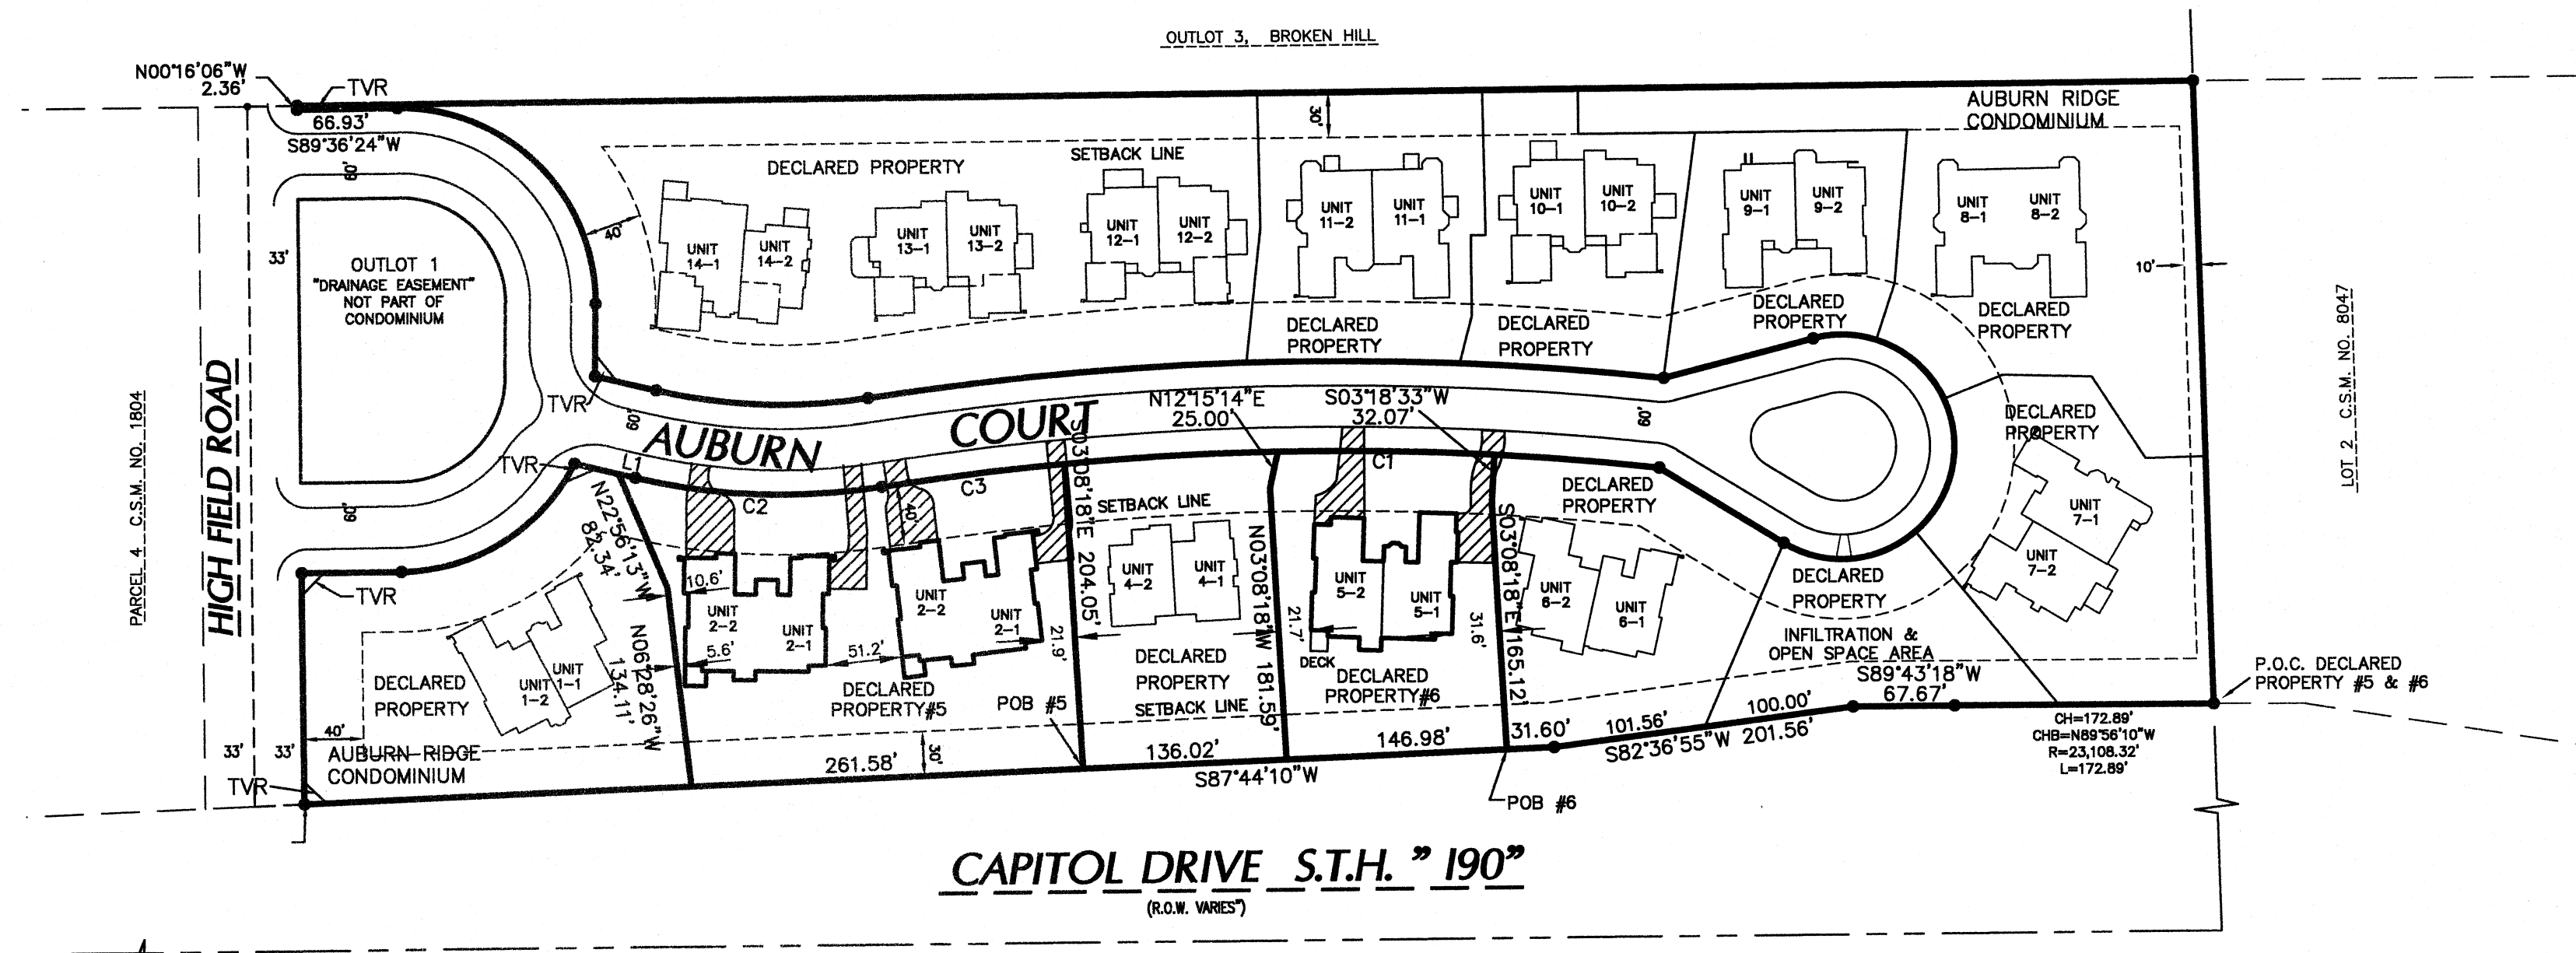 OUTLOT 3, BROKEN HILL
N00°16'06"W
2.36'
TVR
66.93'
S89°36'24"W
60'
AUBURN RIDGE
CONDOMINIUM
30'
SETBACK LINE
DECLARED PROPERTY
40'
UNIT
14-1
UNIT
14-2
UNIT
13-1
UNIT
13-2
UNIT
12-1
UNIT
12-2
UNIT
11-2
UNIT
11-1
UNIT
10-1
UNIT
10-2
UNIT
9-1
UNIT
9-2
UNIT
8-1
UNIT
8-2
10'
33'
OUTLOT 1
"DRAINAGE EASEMENT"
NOT PART OF
CONDOMINIUM
DECLARED
PROPERTY
DECLARED
PROPERTY
DECLARED
PROPERTY
DECLARED
PROPERTY
LOT 2 C.S.M. NO. 8047
PARCEL 4 C.S.M. NO. 1804
HIGH FIELD ROAD
TVR
60'
AUBURN COURT
N12°15'14"E
25.00'
S03°18'33"W
32.07'
60'
DECLARED
PROPERTY
TVR
L1
C2
C3
C1
60'
40'
SETBACK LINE
DECLARED
PROPERTY
UNIT
7-1
UNIT
7-2
TVR
N22°56'13"W
82.34'
10.6'
UNIT
2-2
UNIT
2-1
5.6'
51.2'
UNIT
2-2
UNIT
2-1
21.9'
S03°08'18"E 204.05'
UNIT
4-2
UNIT
4-1
N03°08'18"W 181.59'
21.7'
UNIT
5-2
UNIT
5-1
31.6'
S03°08'18"E 165.12'
UNIT
6-2
UNIT
6-1
DECLARED
PROPERTY
INFILTRATION &
OPEN SPACE AREA
UNIT
1-1
UNIT
1-2
DECLARED
PROPERTY
N06°28'26"W
134.11'
DECLARED
PROPERTY#5
POB #5
DECLARED
PROPERTY
SETBACK LINE
DECK
DECLARED
PROPERTY#6
S89°43'18"W
67.67'
P.O.C. DECLARED
PROPERTY #5 & #6
40'
33'
33'
AUBURN RIDGE
CONDOMINIUM
TVR
261.58'
30'
136.02'
S87°44'10"W
146.98'
31.60'
101.56'
100.00'
S82°36'55"W 201.56'
CH=172.89'
CHB=N89°56'10"W
R=23,108.32'
L=172.89'
POB #6
CAPITOL DRIVE S.T.H. "190"
(R.O.W. VARIES")